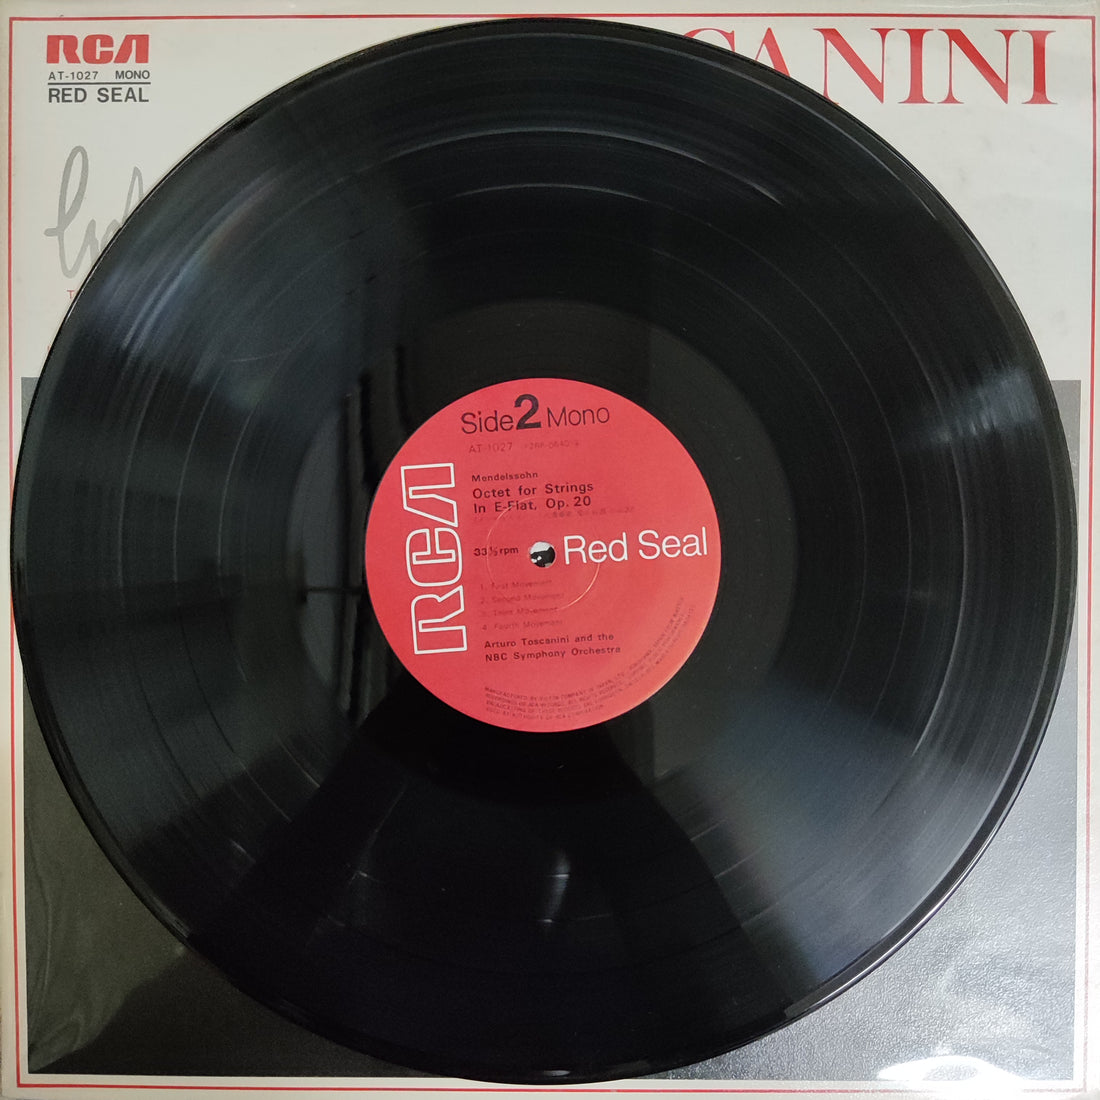 RCA
AT-1027 MONO
RED SEAL
CANINI
Side 2 Mono
AT-1027
Mendelssohn
Octet for Strings
In E-Flat, Op. 20
33⅓ rpm
Red Seal
RCA
1. First Movement
2. Second Movement
3. Third Movement
4. Fourth Movement
Arturo Toscanini and the
NBC Symphony Orchestra